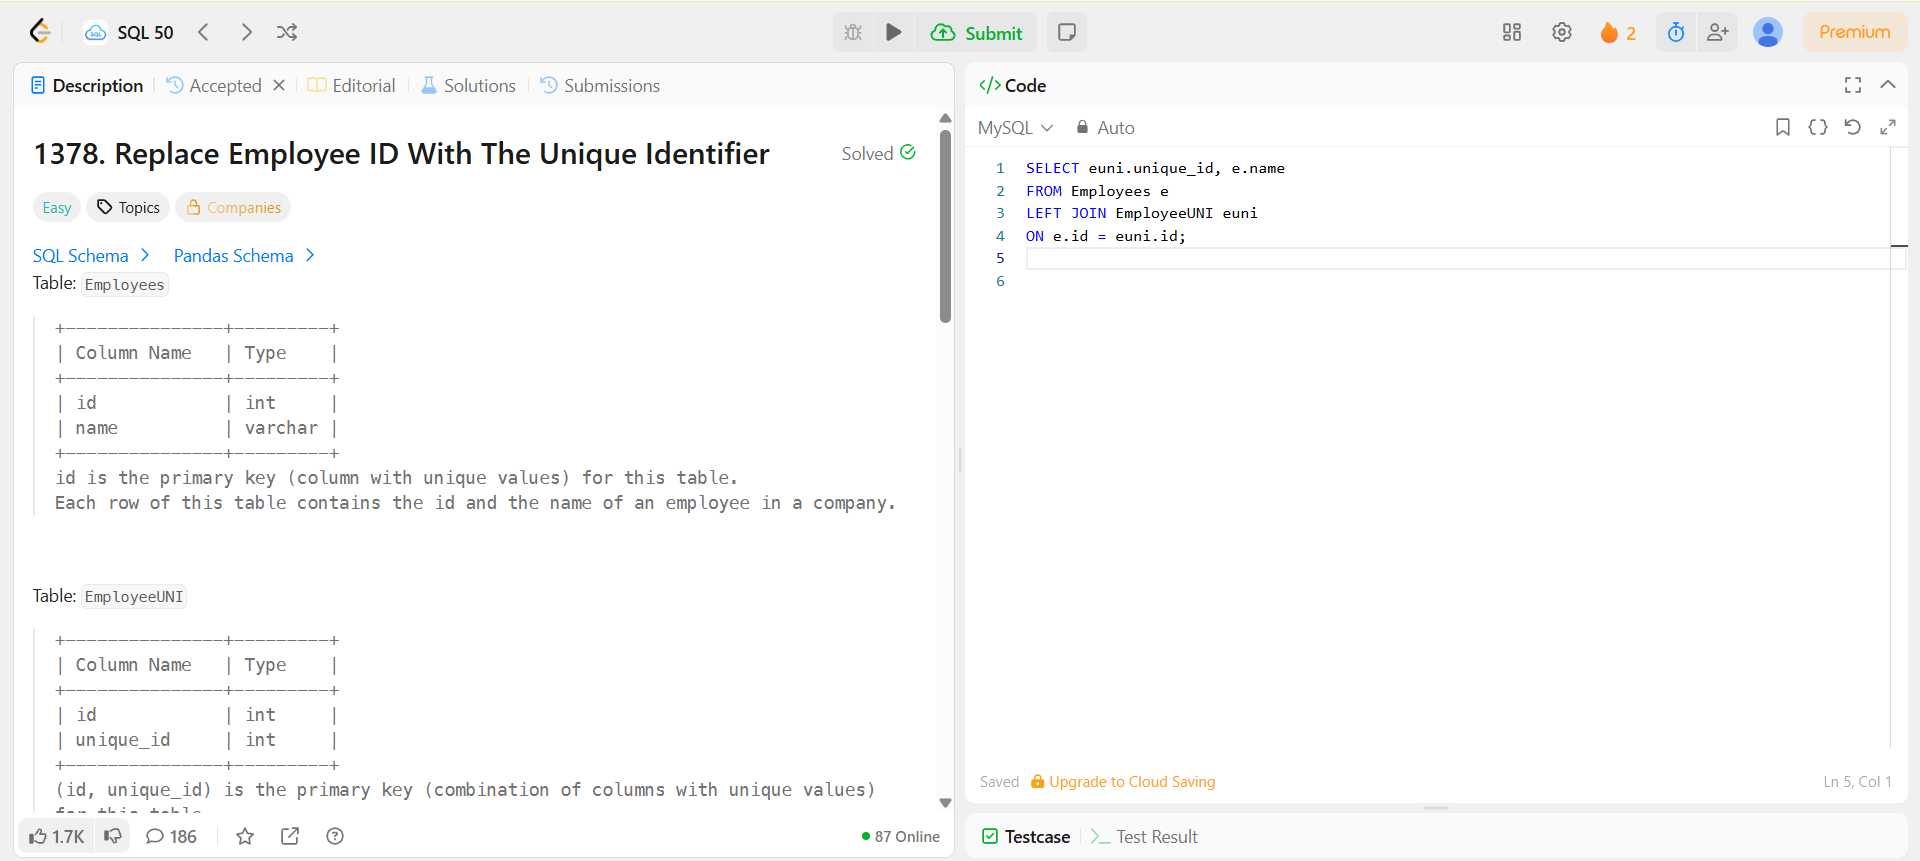 SQL 50
Submit
2
Premium
Description
Accepted
Editorial
Solutions
Submissions
1378. Replace Employee ID With The Unique Identifier
Solved
Easy
Topics
Companies
SQL Schema
Pandas Schema
Table: Employees
+---------------+---------+
| Column Name   | Type    |
+---------------+---------+
| id            | int     |
| name          | varchar |
+---------------+---------+
id is the primary key (column with unique values) for this table.
Each row of this table contains the id and the name of an employee in a company.
Table: EmployeeUNI
+---------------+---------+
| Column Name   | Type    |
+---------------+---------+
| id            | int     |
| unique_id     | int     |
+---------------+---------+
(id, unique_id) is the primary key (combination of columns with unique values)
for this table
1.7K
186
87 Online
</> Code
MySQL
Auto
1 SELECT euni.unique_id, e.name
2 FROM Employees e
3 LEFT JOIN EmployeeUNI euni
4 ON e.id = euni.id;
5
6
Saved
Upgrade to Cloud Saving
Ln 5, Col 1
Testcase
Test Result